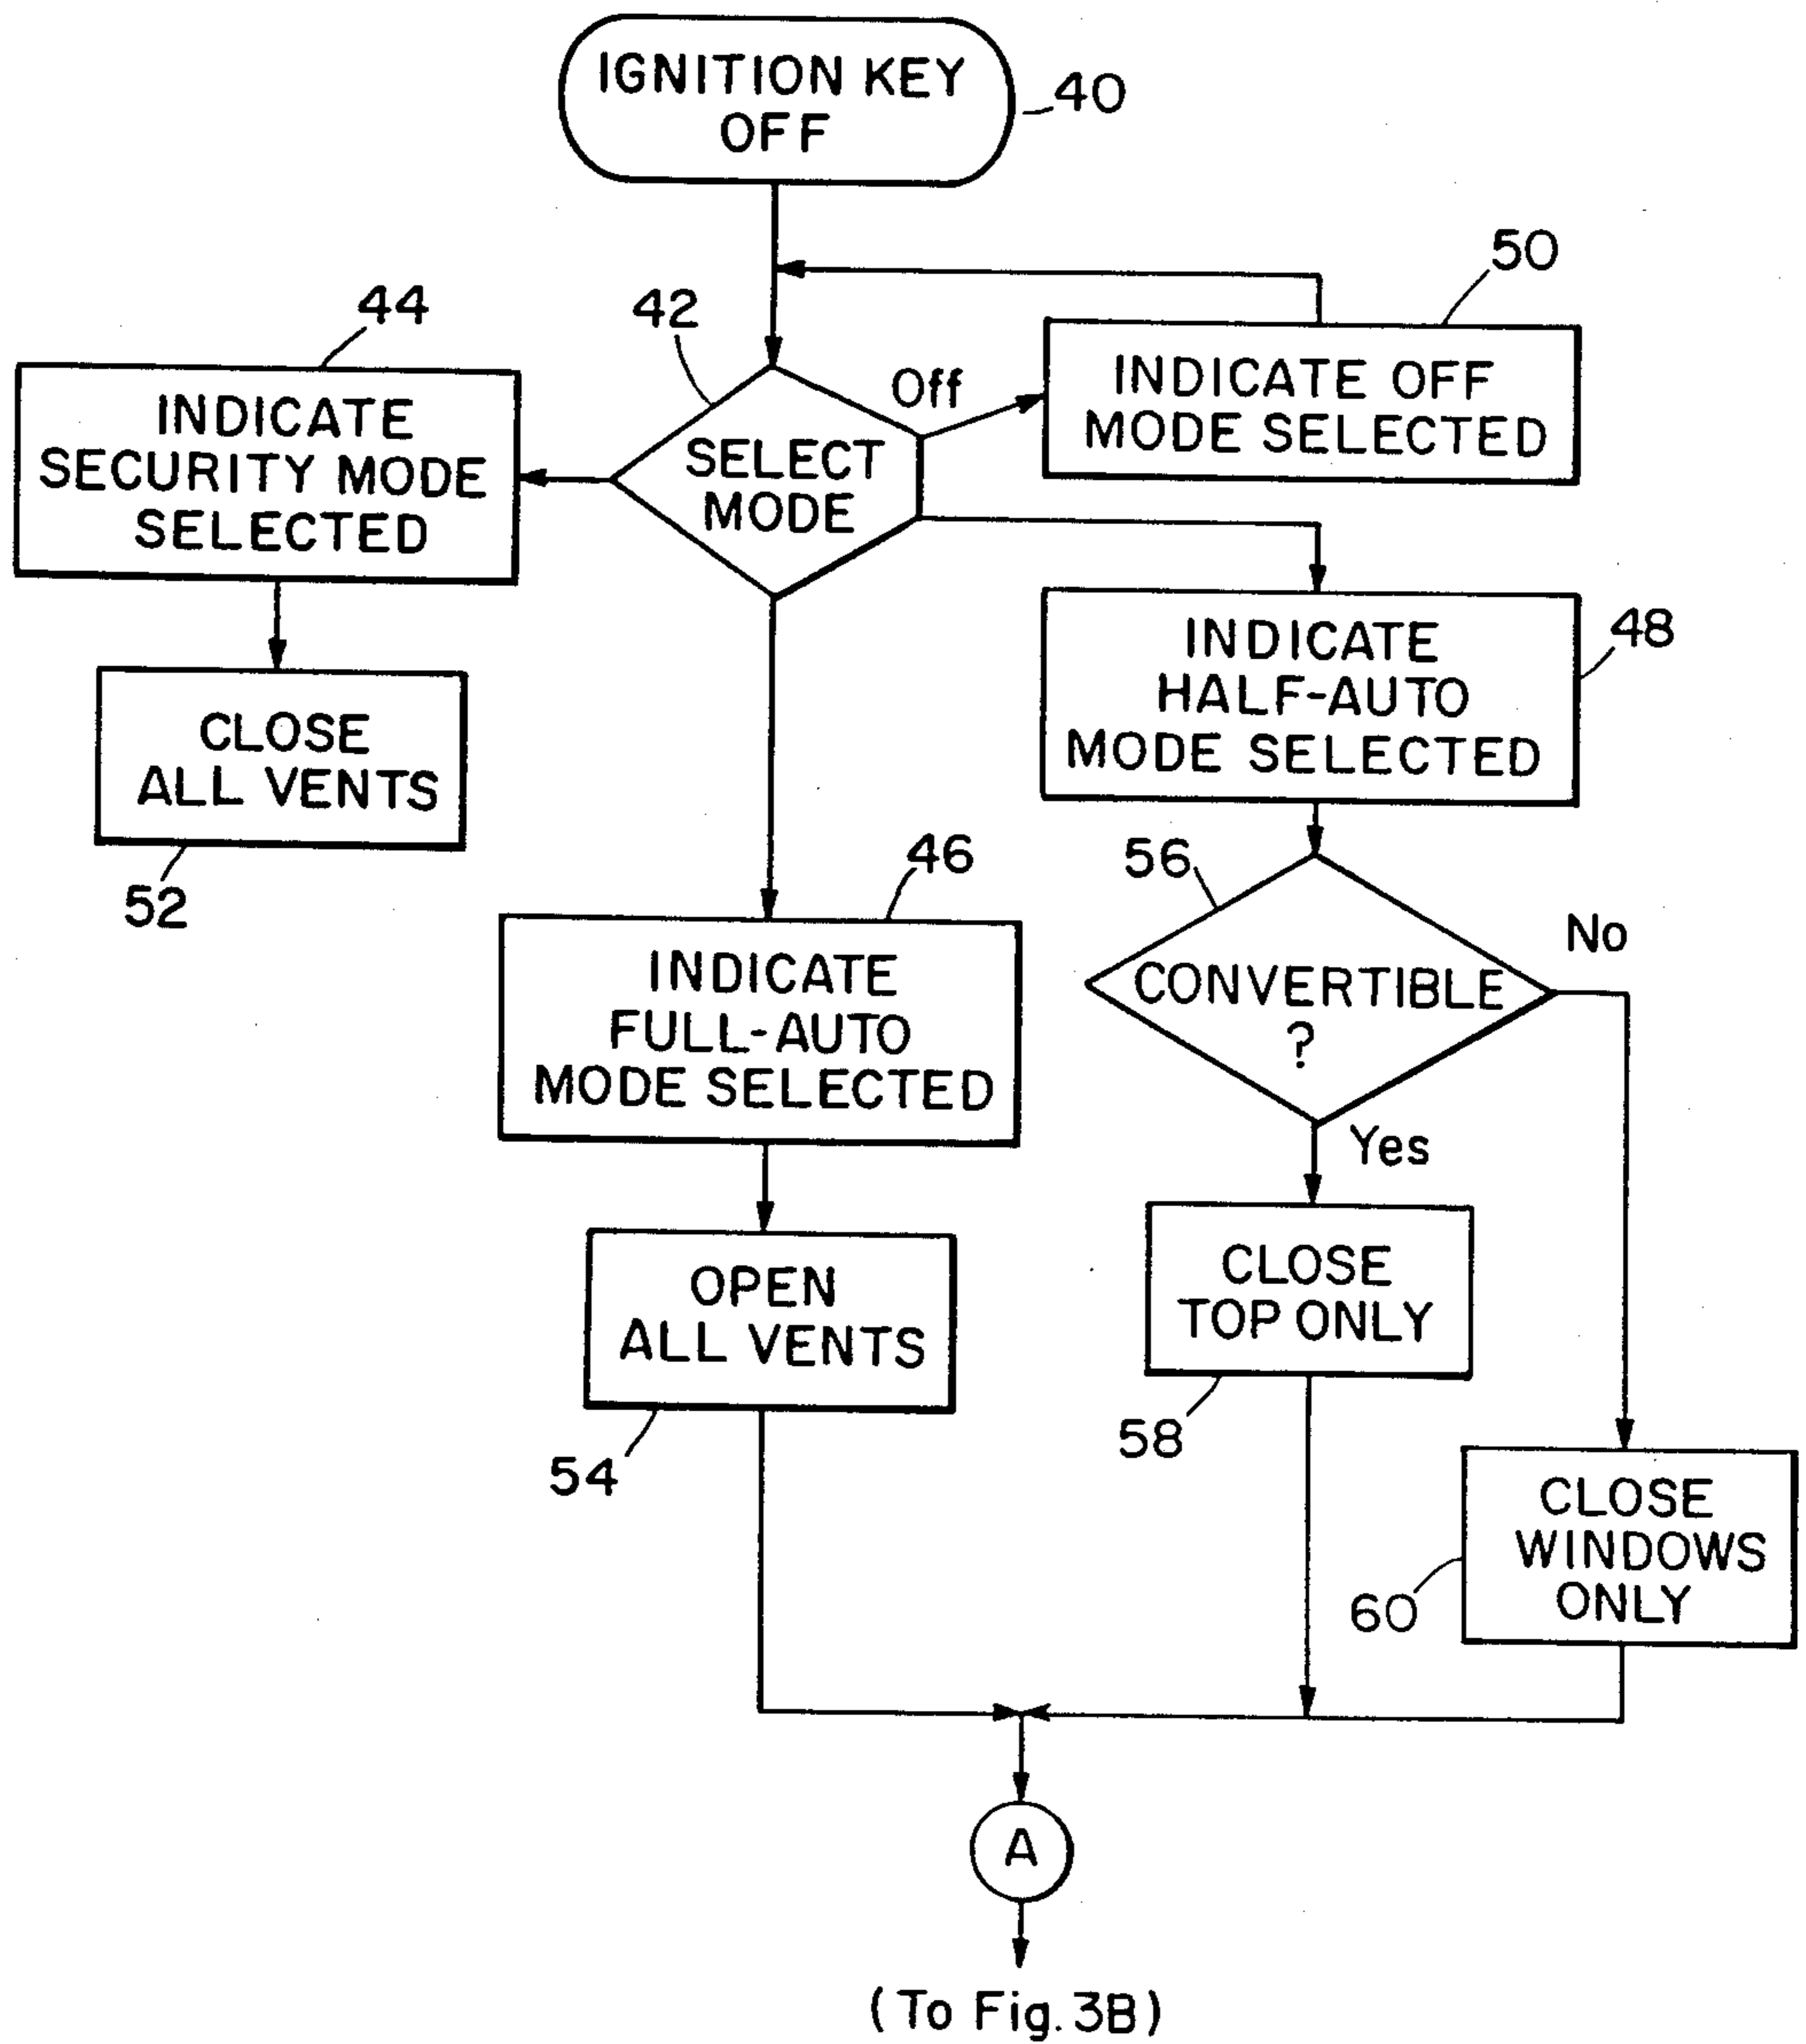 IGNITION KEY
OFF
40
50
44
42
Off
INDICATE OFF
MODE SELECTED
INDICATE
SECURITY MODE
SELECTED
SELECT
MODE
48
INDICATE
HALF-AUTO
MODE SELECTED
CLOSE
ALL VENTS
52
46
56
No
INDICATE
FULL-AUTO
MODE SELECTED
CONVERTIBLE
?
Yes
OPEN
ALL VENTS
54
CLOSE
TOP ONLY
58
CLOSE
WINDOWS
ONLY
60
A
(To Fig. 3B)